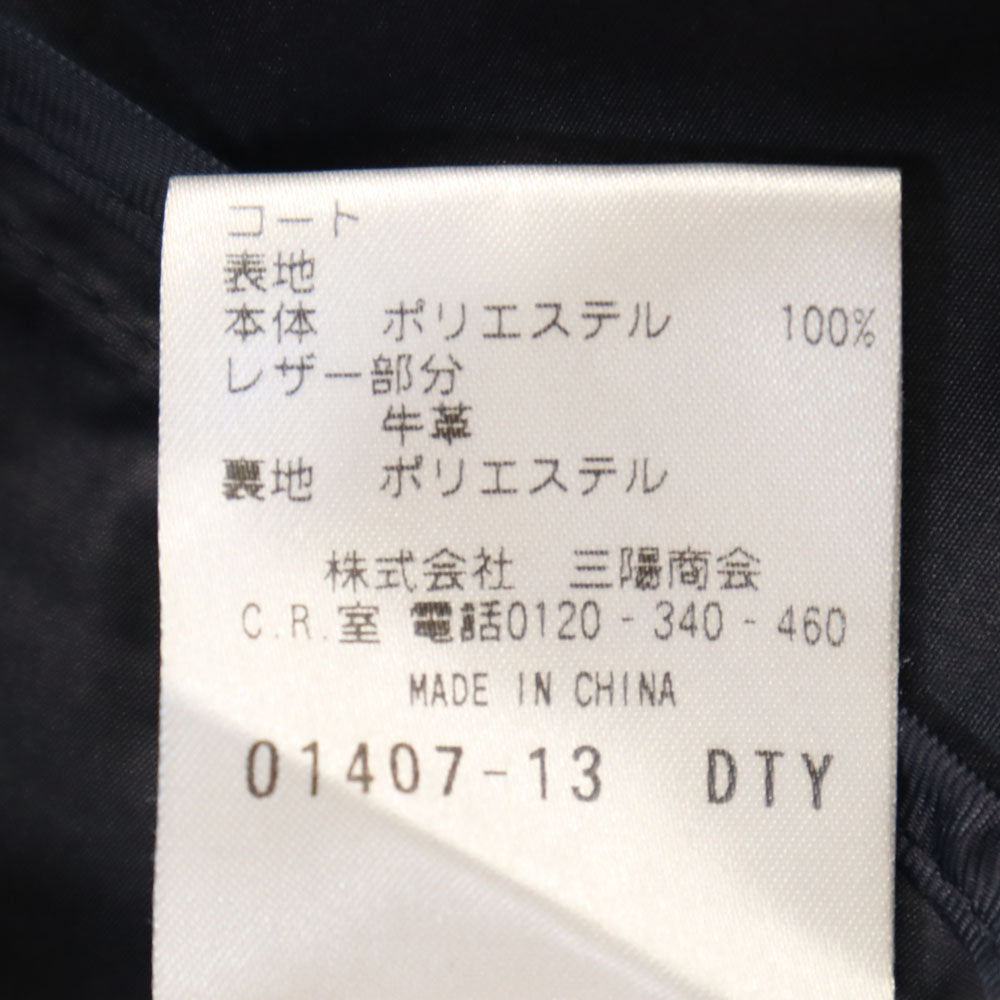 コート
表地
本体 ポリエステル 100%
レザー部分
牛革
裏地 ポリエステル
株式会社 三陽商会
C.R.室 電話0120-340-460
MADE IN CHINA
01407-13 DTY